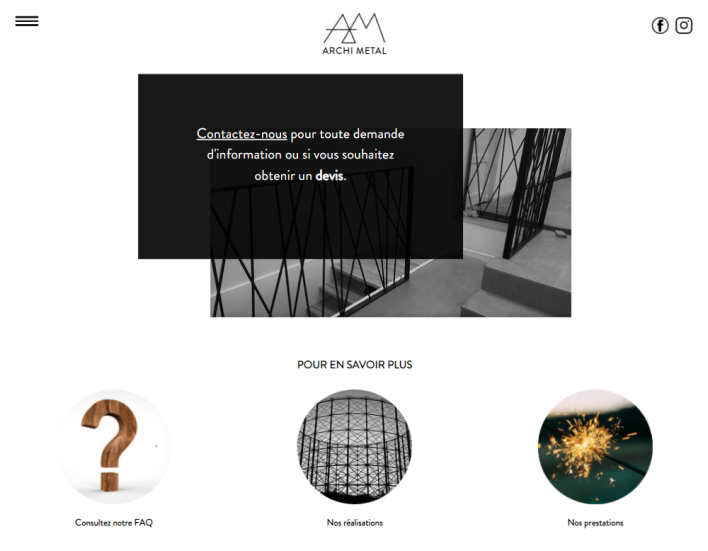 ARCHI METAL
Contactez-nous pour toute demande
d'information ou si vous souhaitez
obtenir un devis.
POUR EN SAVOIR PLUS
Consultez notre FAQ
Nos réalisations
Nos prestations